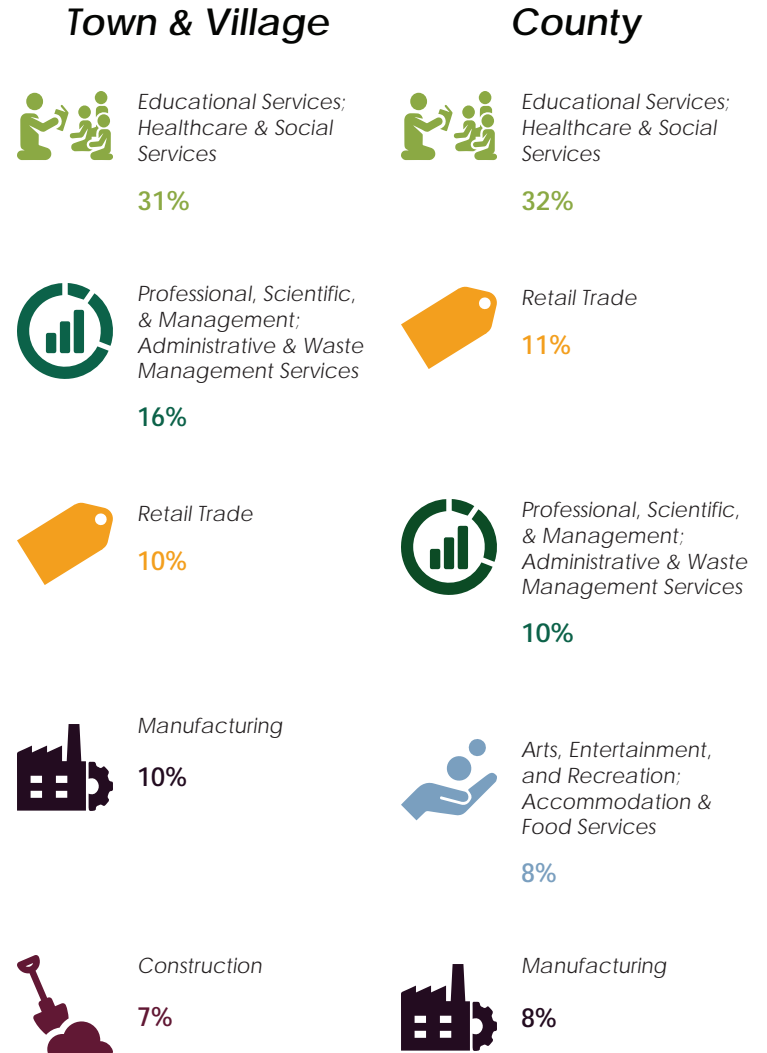 Town & Village
Educational Services;
Healthcare & Social
Services
31%
Professional, Scientific,
& Management;
Administrative & Waste
Management Services
16%
Retail Trade
10%
Manufacturing
10%
Construction
7%
County
Educational Services;
Healthcare & Social
Services
32%
Retail Trade
11%
Professional, Scientific,
& Management;
Administrative & Waste
Management Services
10%
Arts, Entertainment,
and Recreation;
Accommodation &
Food Services
8%
Manufacturing
8%